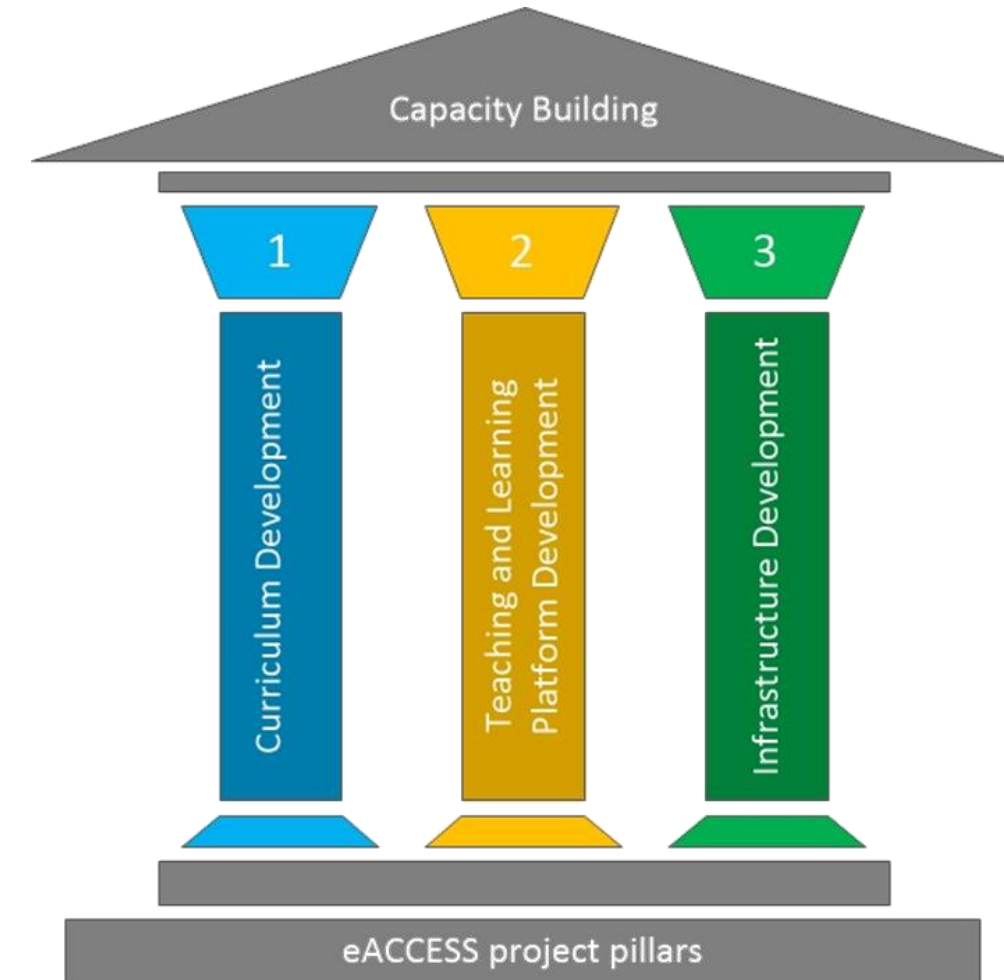 Capacity Building
1
2
3
Curriculum Development
Teaching and Learning
Platform Development
Infrastructure Development
eACCESS project pillars